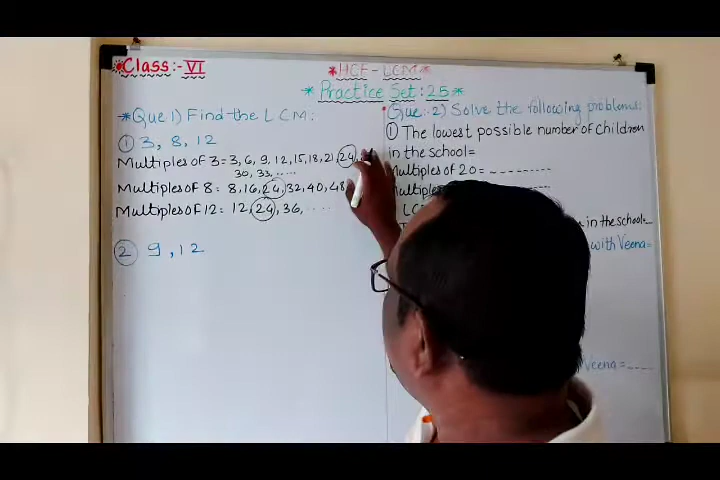 *Class:- VI
*HCF - LCM*
* Practice Set: 25 *
*Que 1) Find the LCM:
① 3, 8, 12
Multiples of 3 = 3, 6, 9, 12, 15, 18, 21, 24,
30, 33, .....
Multiples of 8 = 8, 16, 24, 32, 40, 48
Multiples of 12 = 12, 24, 36, ....
② 9, 12
*Que: 2) Solve the following problems:
① The lowest possible number of children
in the school=
Multiples of 20 = ----------
Multiples
LC
in the school=
with Veena=
Veena= ----